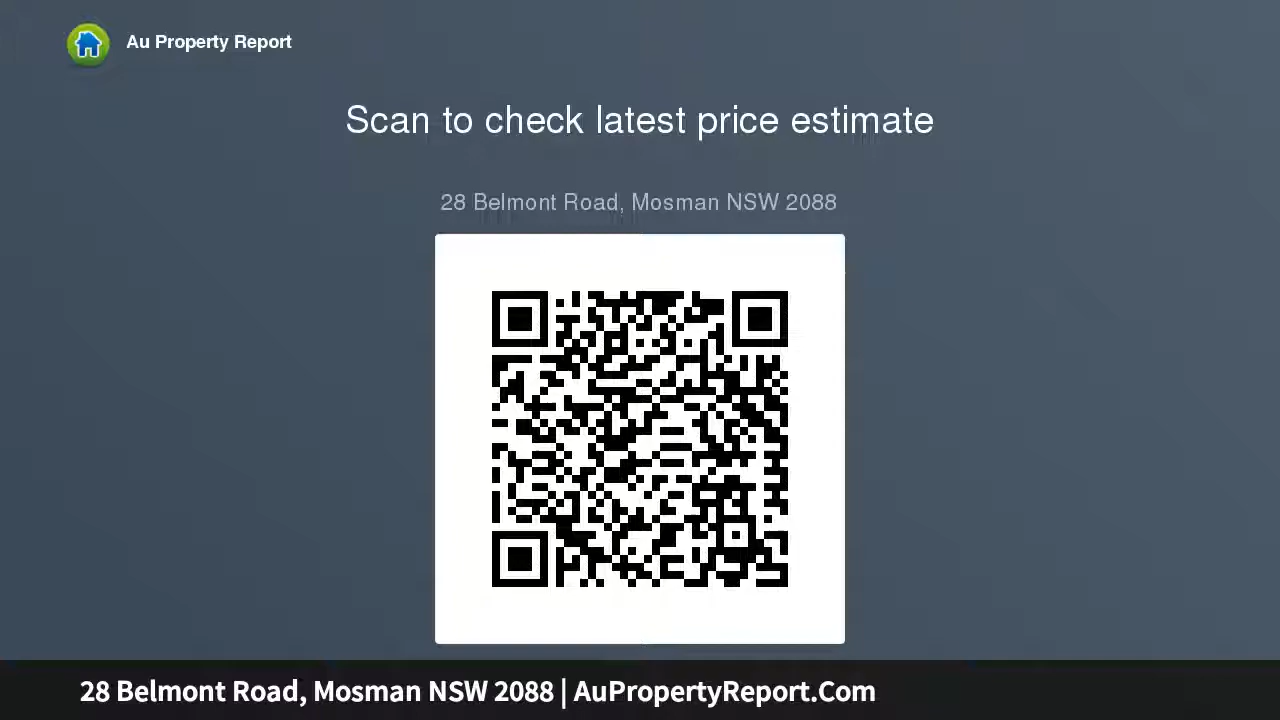 Au Property Report
Scan to check latest price estimate
28 Belmont Road, Mosman NSW 2088
28 Belmont Road, Mosman NSW 2088 | AuPropertyReport.Com